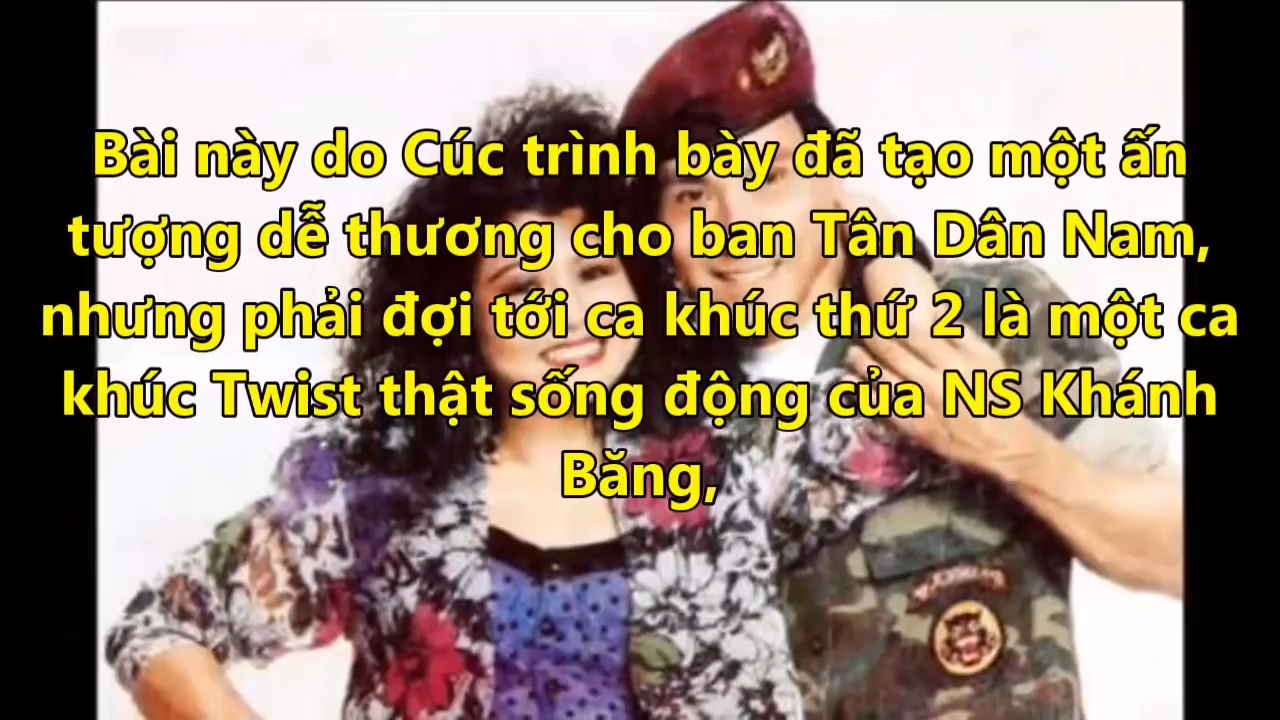 Bài này do Cúc trình bày đã tạo một ấn
tượng dễ thương cho ban Tân Dân Nam,
nhưng phải đợi tới ca khúc thứ 2 là một ca
khúc Twist thật sống động của NS Khánh
Băng,